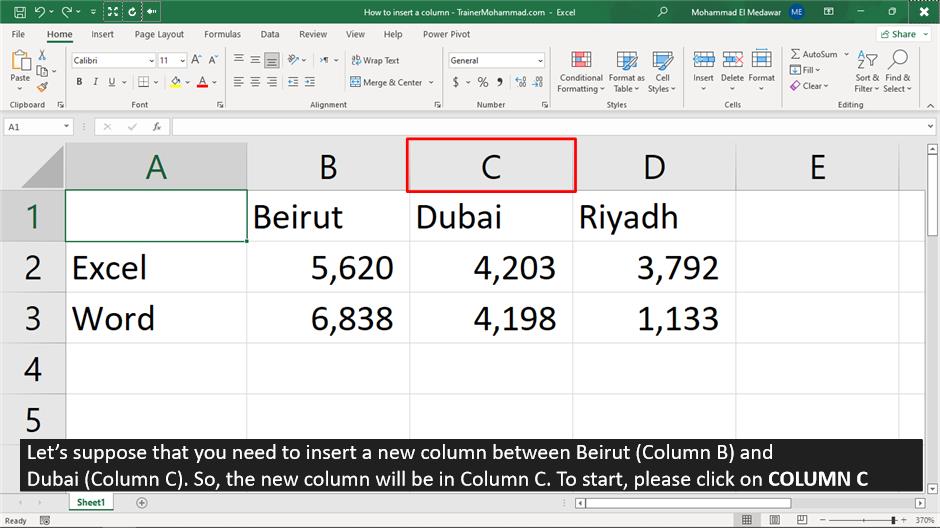 How to insert a column - TrainerMohammad.com - Excel
Mohammad El Medawar ME
File Home Insert Page Layout Formulas Data Review View Help Power Pivot Share
Paste
Clipboard
Calibri 11
B I U
Font
Wrap Text
Merge & Center
Alignment
General
$ % ,
Number
Conditional Formatting
Format as Table
Cell Styles
Styles
Insert Delete Format
Cells
AutoSum
Fill
Clear
Sort & Filter
Find & Select
Editing
A1 fx
A B C D E
1 Beirut Dubai Riyadh
2 Excel 5,620 4,203 3,792
3 Word 6,838 4,198 1,133
4
5
Let’s suppose that you need to insert a new column between Beirut (Column B) and
Dubai (Column C). So, the new column will be in Column C. To start, please click on COLUMN C
Sheet1
Ready 370%